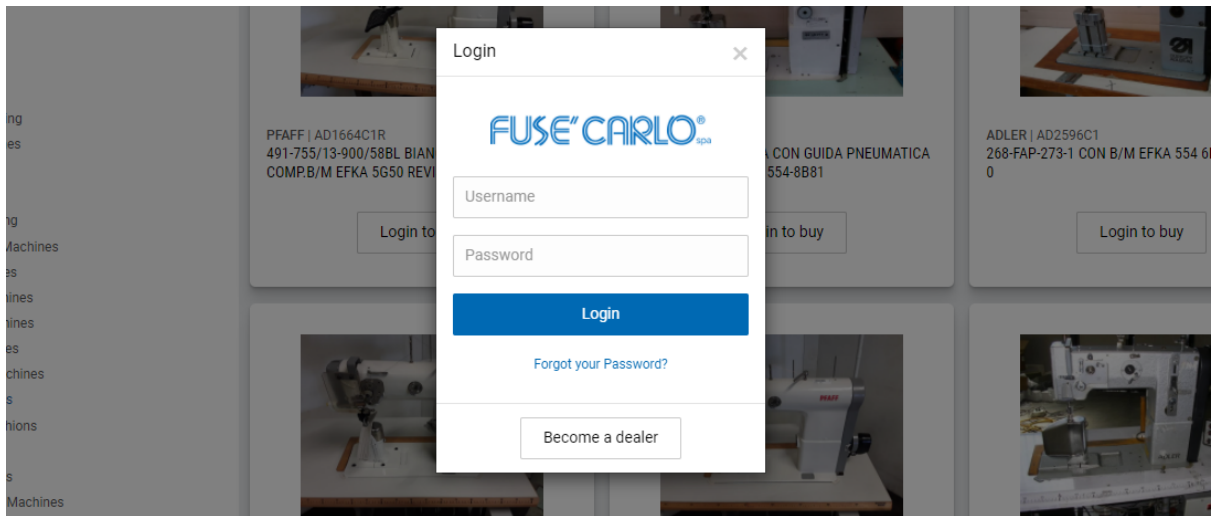 Login
×
FUSE" CARLO®
spa
Username
Password
Login
Forgot your Password?
Become a dealer
PFAFF | AD1664C1R
491-755/13-900/58BL BIAN
COMP.B/M EFKA 5G50 REVI
Login to
CON GUIDA PNEUMATICA
554-8B81
in to buy
ADLER | AD2596C1
268-FAP-273-1 CON B/M EFKA 554 6
0
Login to buy
ng
es
ng
Machines
es
hines
hines
es
chines
s
hions
s
Machines
PFAFF